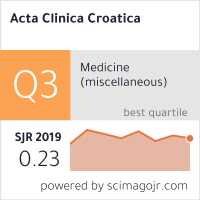 Acta Clinica Croatica
Q3
Medicine
(miscellaneous)
best quartile
SJR 2019
0.23
powered by scimagojr.com